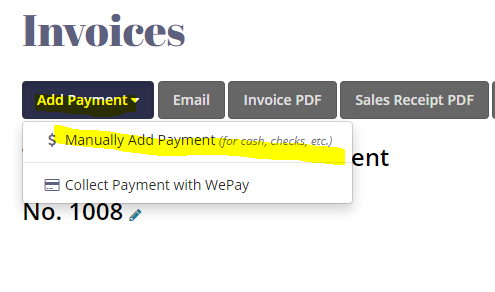 Invoices
Add Payment Email Invoice PDF Sales Receipt PDF
$ Manually Add Payment (for cash, checks, etc.)
ent
Collect Payment with WePay
No. 1008